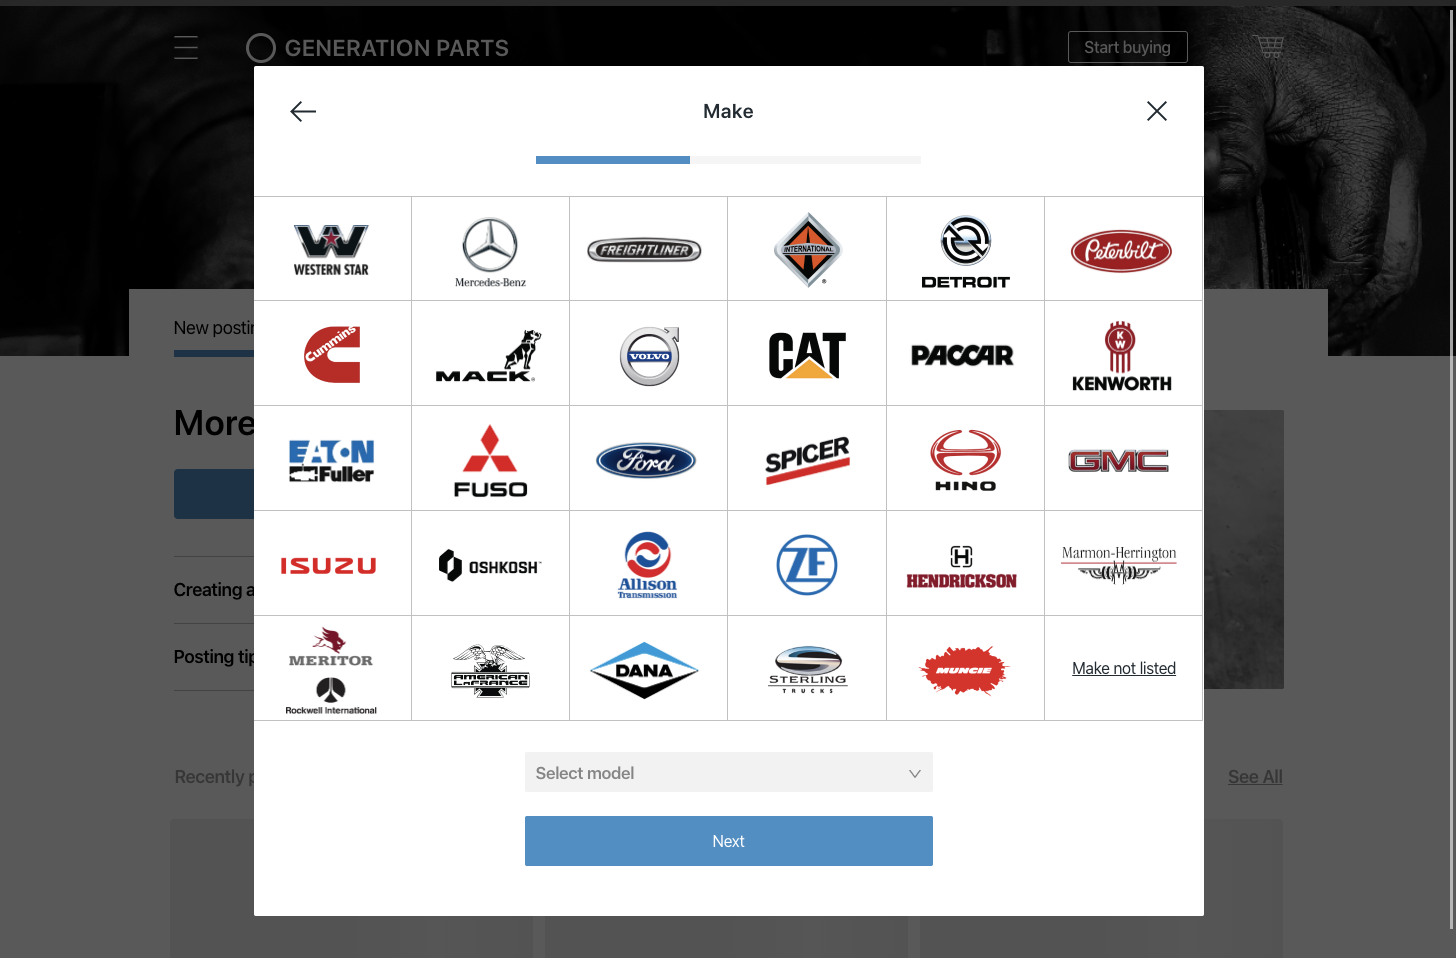 GENERATION PARTS
Start buying
Make
WESTERN STAR
Mercedes-Benz
FREIGHTLINER
INTERNATIONAL
®
DETROIT
Peterbilt
New postin
Cummins
MACK
VOLVO
CAT
PACCAR
KW
KENWORTH
More
EATON
Fuller
FUSO
Ford
SPICER
HINO
GMC
ISUZU
OSHKOSH
Allison
Transmission
ZF
H
HENDRICKSON
Marmon-Herrington
Creating a
Posting tip
MERITOR
Rockwell International
AMERICAN
LaFRANCE
DANA
STERLING
TRUCKS
MUNCIE
Make not listed
Select model
Recently p
See All
Next